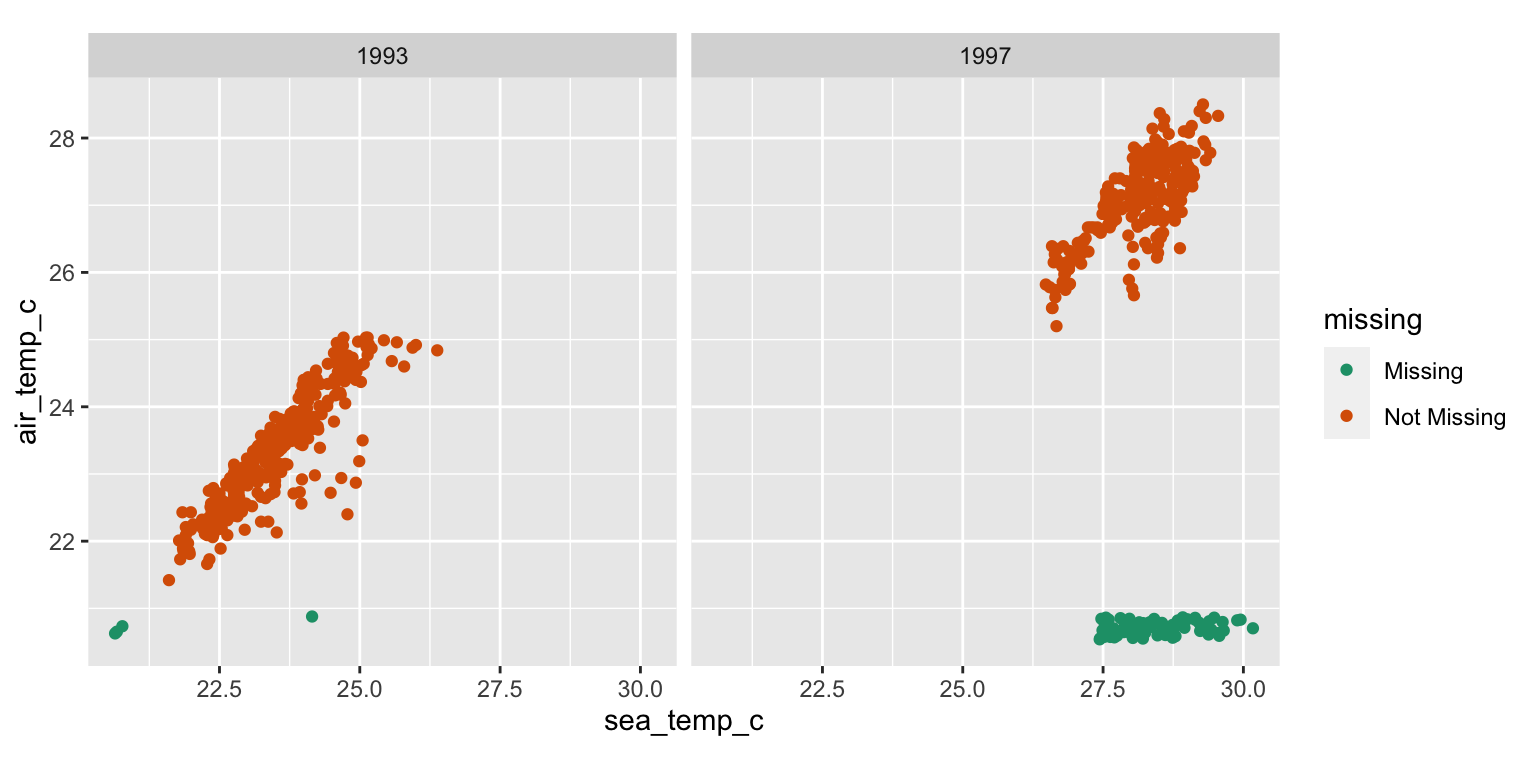 1993
1997
28
26
24
22
air_temp_c
22.5 25.0 27.5 30.0
22.5 25.0 27.5 30.0
sea_temp_c
missing
Missing
Not Missing